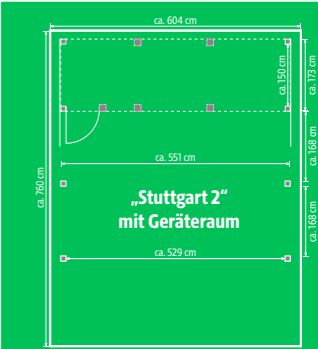 ca. 604 cm
ca. 150 cm
ca. 173 cm
ca. 168 cm
ca. 551 cm
ca. 760 cm
„Stuttgart 2“
mit Geräteraum
ca. 168 cm
ca. 529 cm